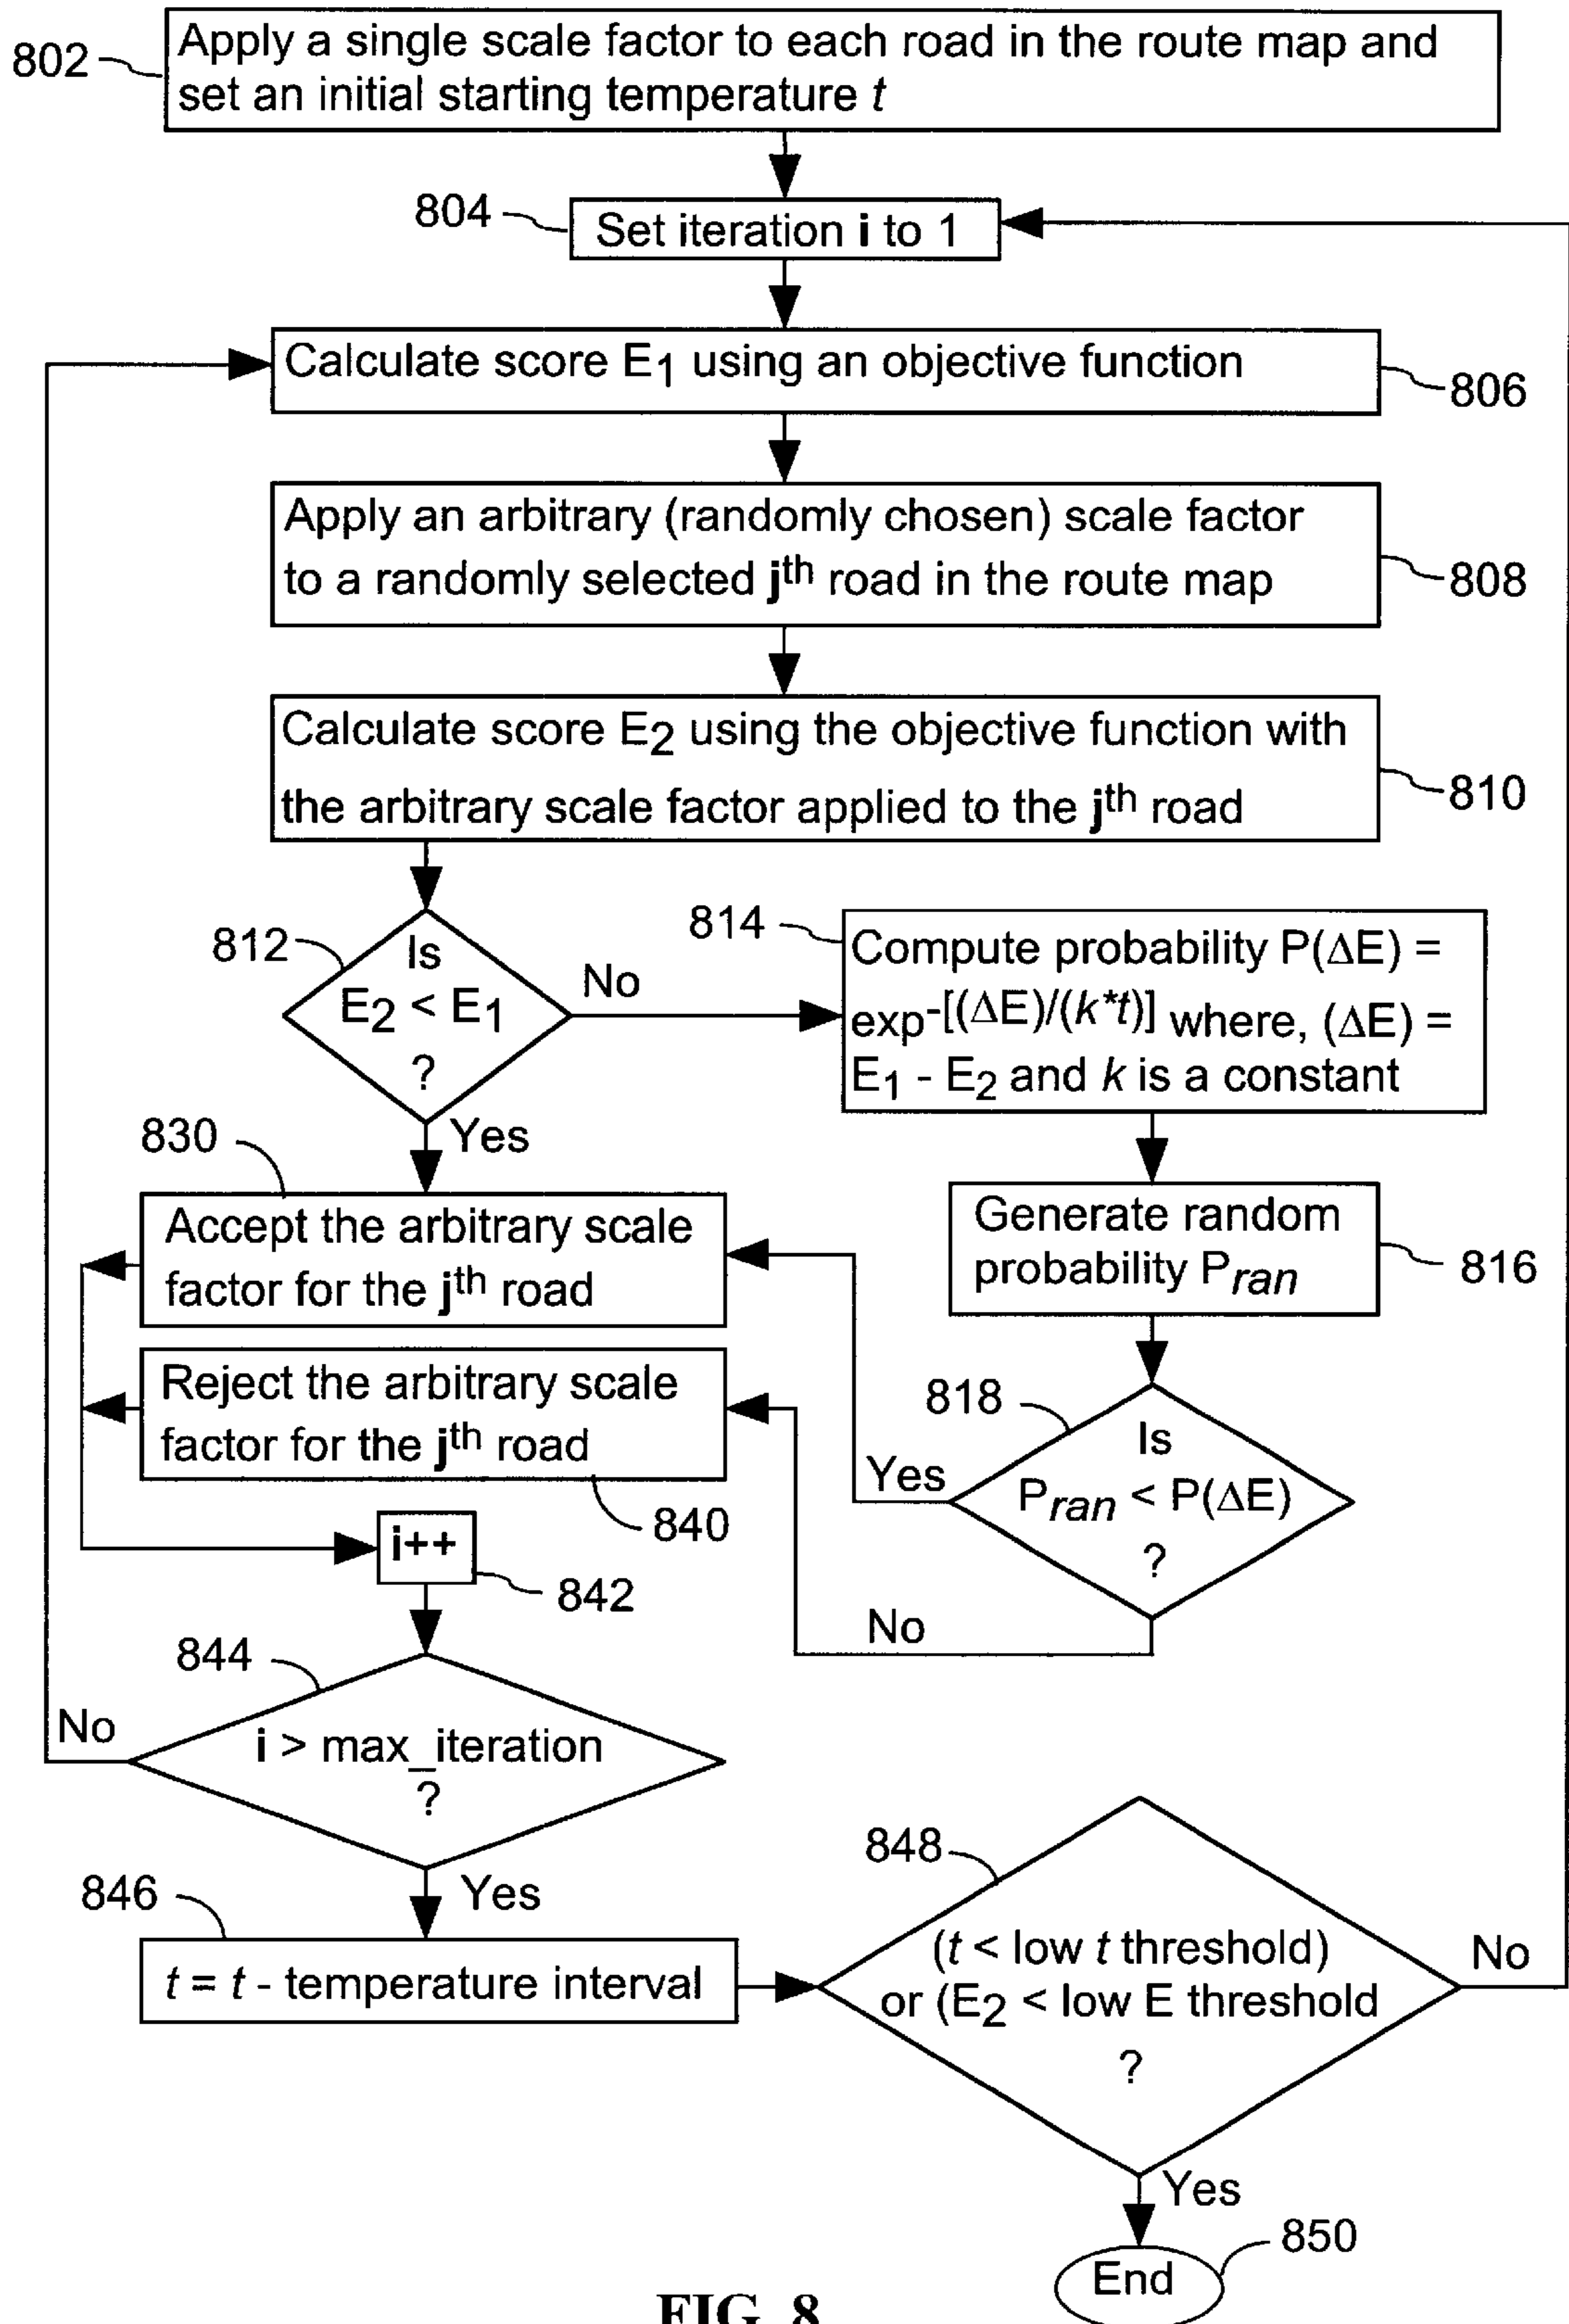 802
Apply a single scale factor to each road in the route map and
set an initial starting temperature t
804
Set iteration i to 1
Calculate score E1 using an objective function
806
Apply an arbitrary (randomly chosen) scale factor
to a randomly selected jth road in the route map
808
Calculate score E2 using the objective function with
the arbitrary scale factor applied to the jth road
810
812
Is
E2 < E1
?
No
Yes
814
Compute probability P(ΔE) =
exp-[(ΔE)/(k*t)] where, (ΔE) =
E1 - E2 and k is a constant
830
Accept the arbitrary scale
factor for the jth road
Generate random
probability Pran
816
Reject the arbitrary scale
factor for the jth road
840
818
Is
Pran < P(ΔE)
?
Yes
No
i++
842
844
i > max_iteration
?
No
Yes
846
t = t - temperature interval
848
(t < low t threshold)
or (E2 < low E threshold
?
No
Yes
End
850
FIG. 8